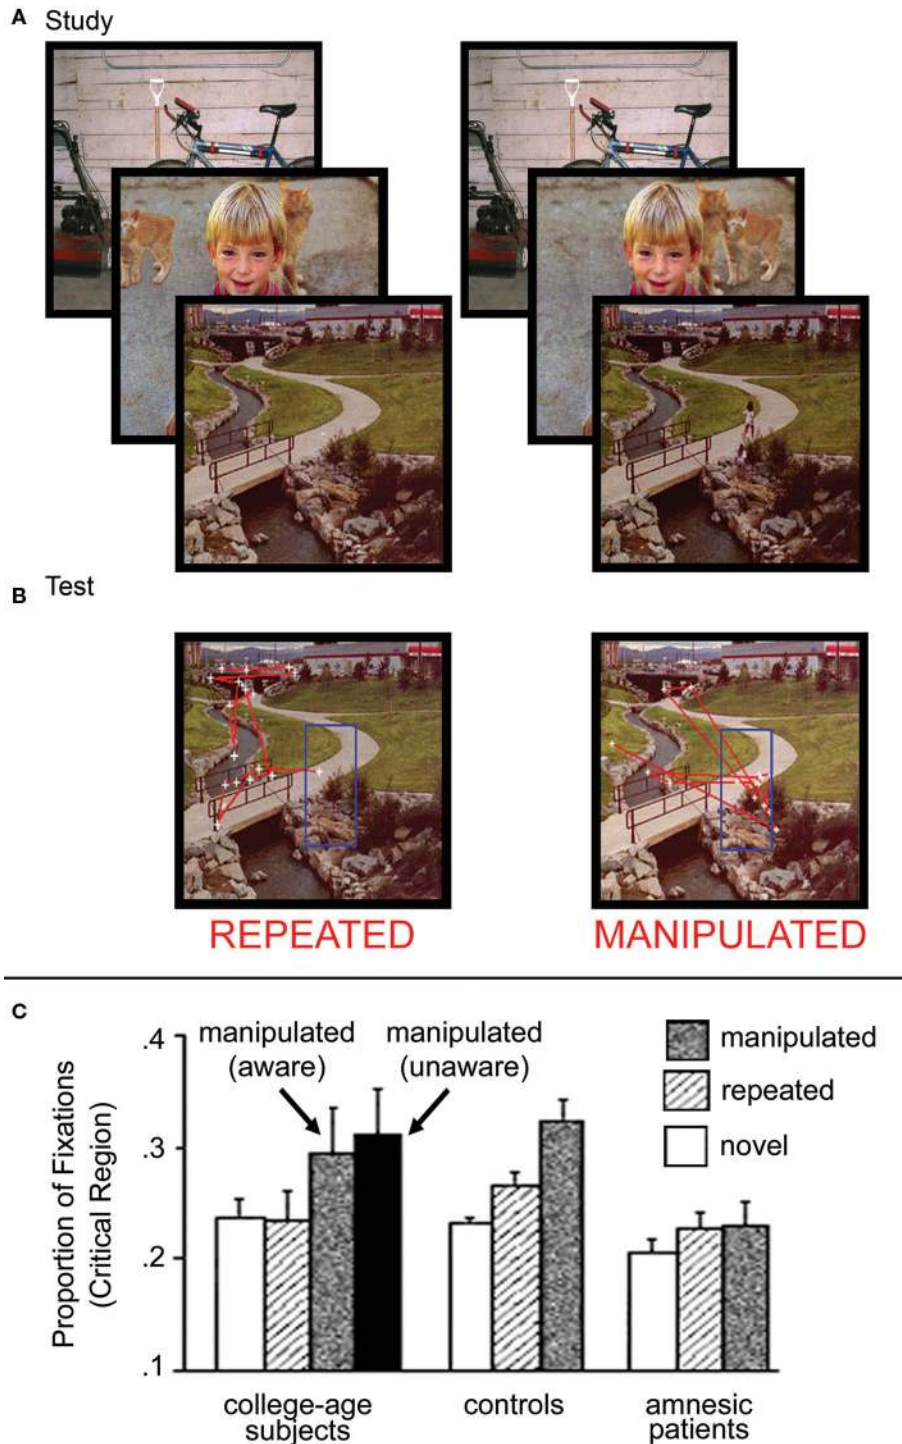 A Study
B Test
REPEATED
MANIPULATED
C
.4
.3
.2
.1
Proportion of Fixations
(Critical Region)
manipulated
(aware)
manipulated
(unaware)
manipulated
repeated
novel
college-age
subjects
controls
amnesic
patients